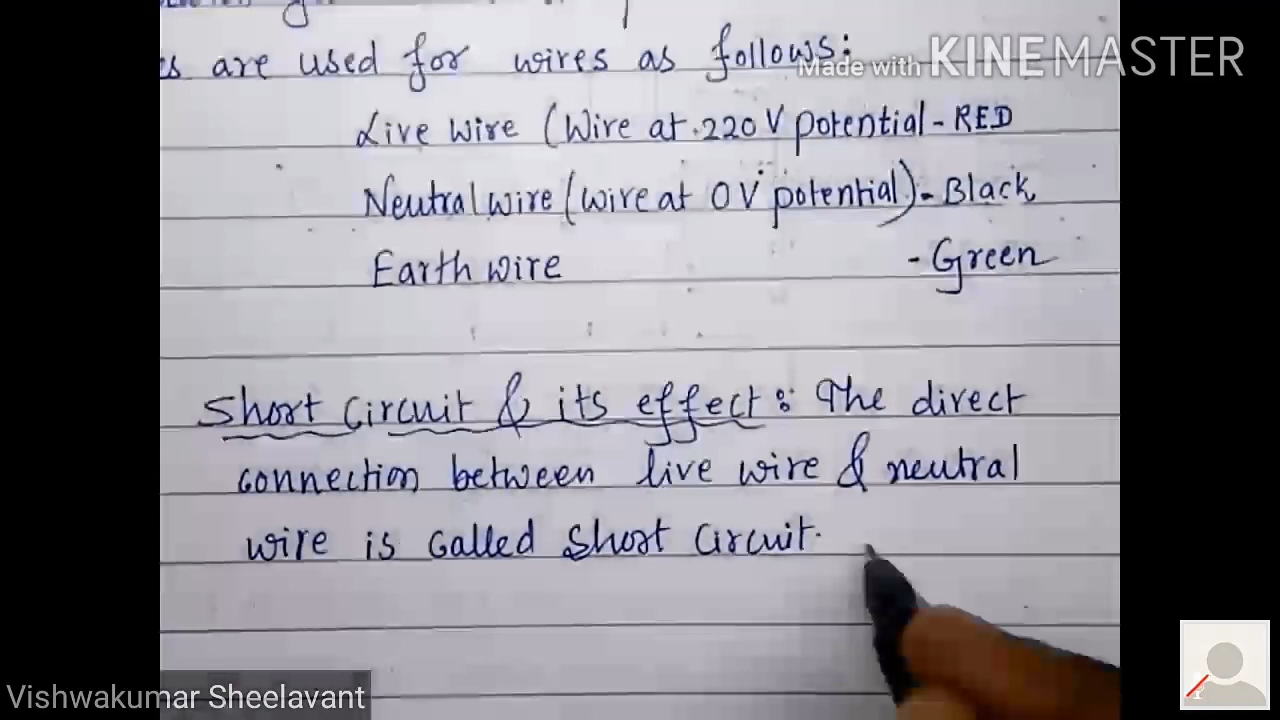 es are used for wires as follows:
Made with KINEMASTER
Live wire (Wire at 220 V potential - RED
Neutral wire (wire at 0 V potential) - Black
Earth wire - Green
Short Circuit & its effect : The direct
connection between live wire & neutral
wire is called Short Circuit.
Vishwakumar Sheelavant